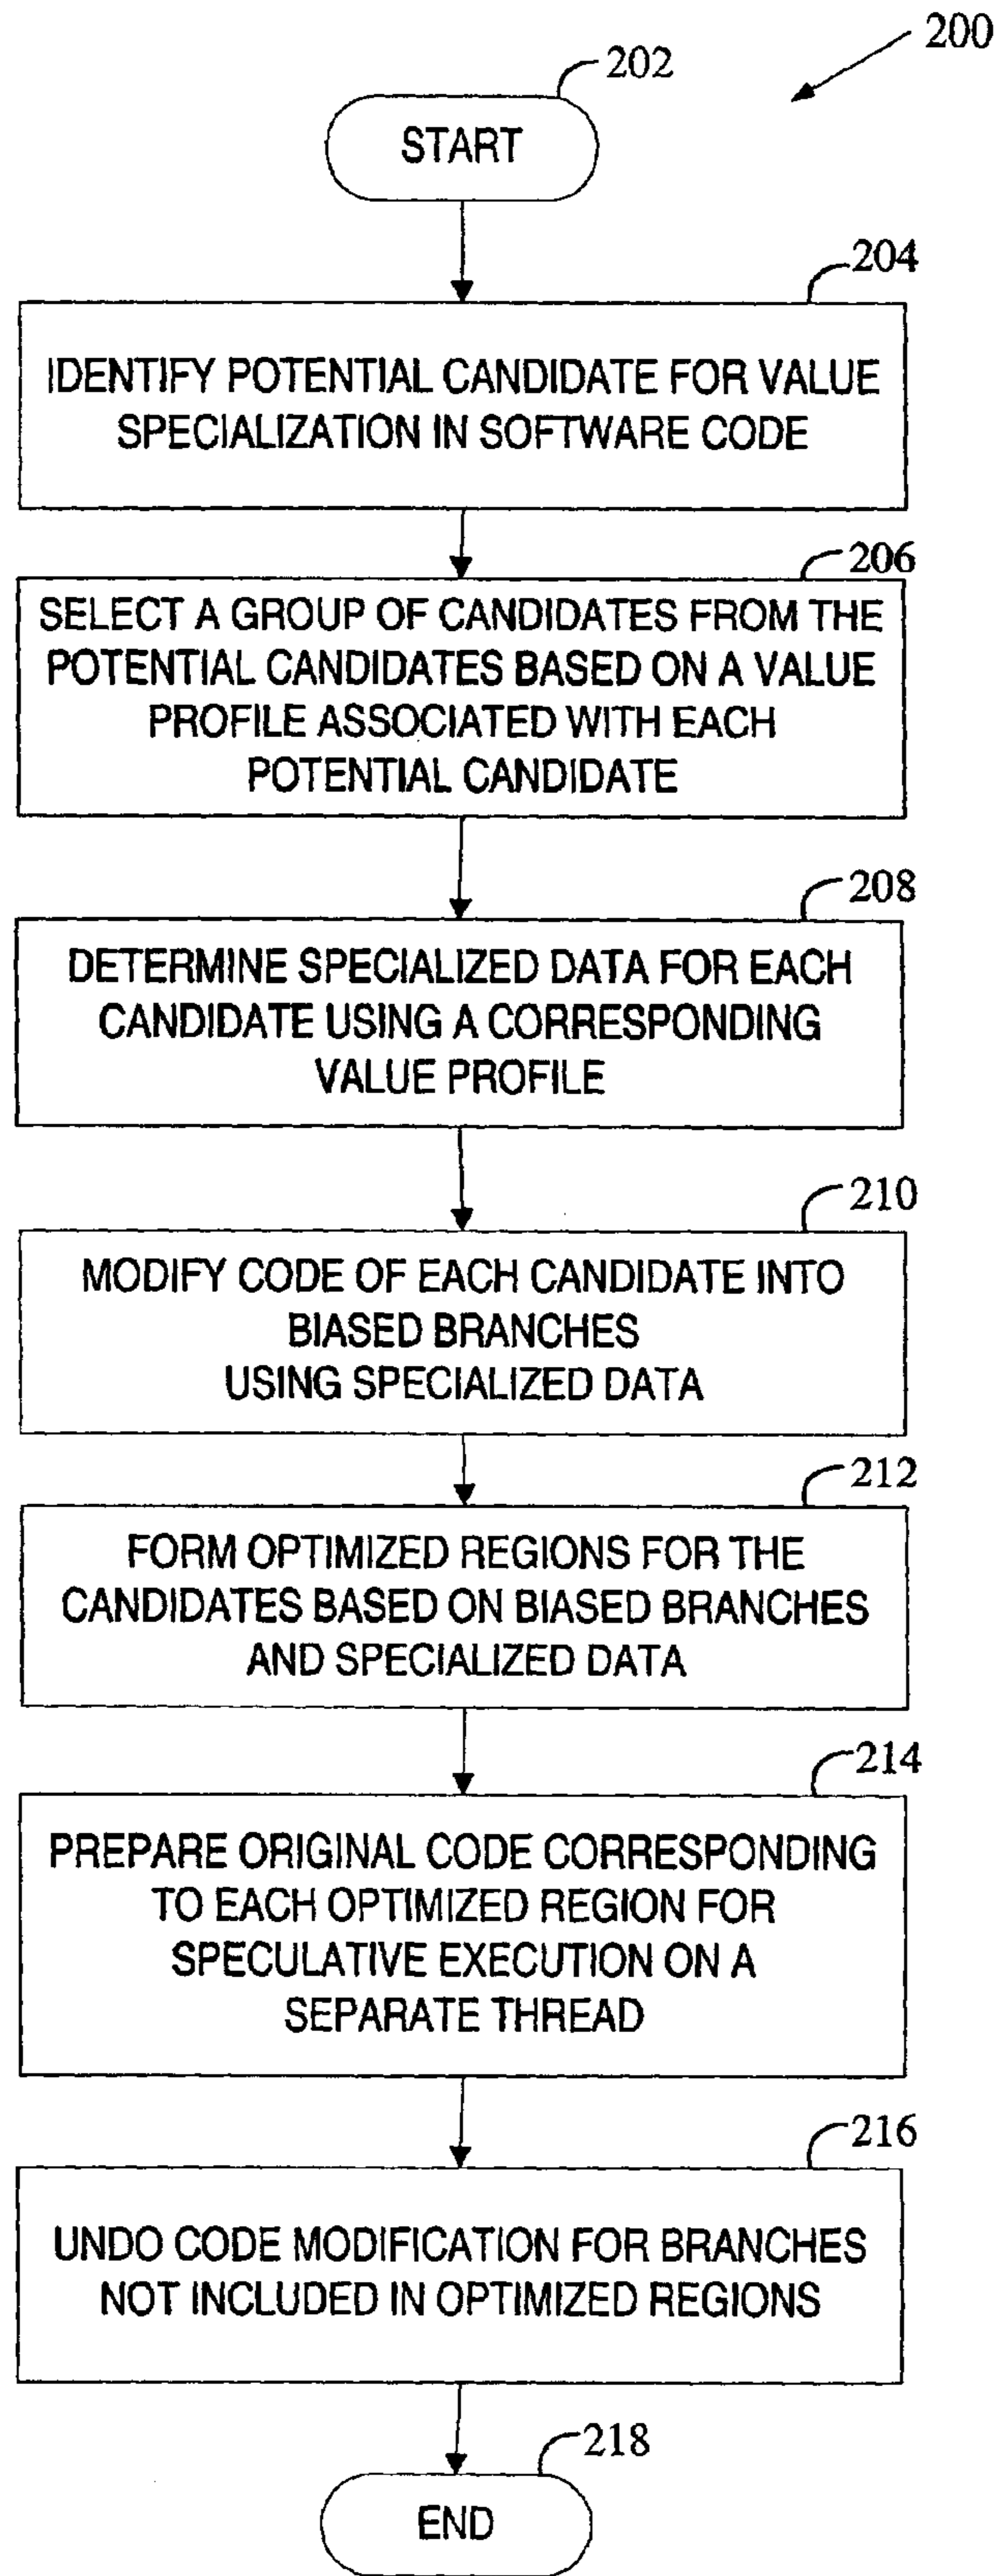 200
202
START
204
IDENTIFY POTENTIAL CANDIDATE FOR VALUE
SPECIALIZATION IN SOFTWARE CODE
206
SELECT A GROUP OF CANDIDATES FROM THE
POTENTIAL CANDIDATES BASED ON A VALUE
PROFILE ASSOCIATED WITH EACH
POTENTIAL CANDIDATE
208
DETERMINE SPECIALIZED DATA FOR EACH
CANDIDATE USING A CORRESPONDING
VALUE PROFILE
210
MODIFY CODE OF EACH CANDIDATE INTO
BIASED BRANCHES
USING SPECIALIZED DATA
212
FORM OPTIMIZED REGIONS FOR THE
CANDIDATES BASED ON BIASED BRANCHES
AND SPECIALIZED DATA
214
PREPARE ORIGINAL CODE CORRESPONDING
TO EACH OPTIMIZED REGION FOR
SPECULATIVE EXECUTION ON A
SEPARATE THREAD
216
UNDO CODE MODIFICATION FOR BRANCHES
NOT INCLUDED IN OPTIMIZED REGIONS
218
END